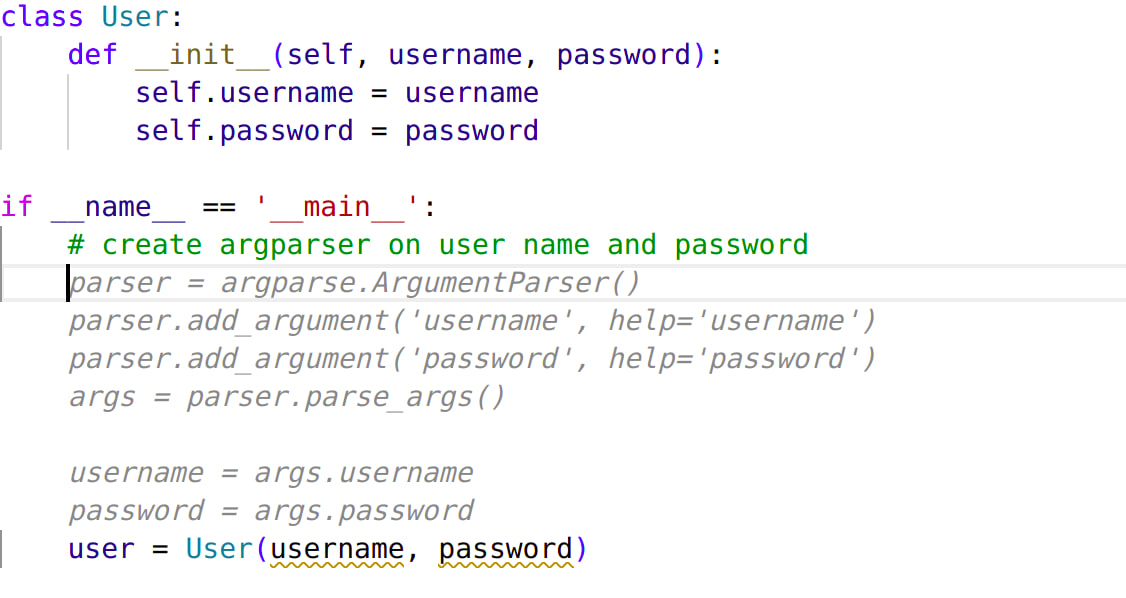 class User:
    def __init__(self, username, password):
        self.username = username
        self.password = password

if __name__ == '__main__':
    # create argparser on user name and password
    parser = argparse.ArgumentParser()
    parser.add_argument('username', help='username')
    parser.add_argument('password', help='password')
    args = parser.parse_args()

    username = args.username
    password = args.password
    user = User(username, password)